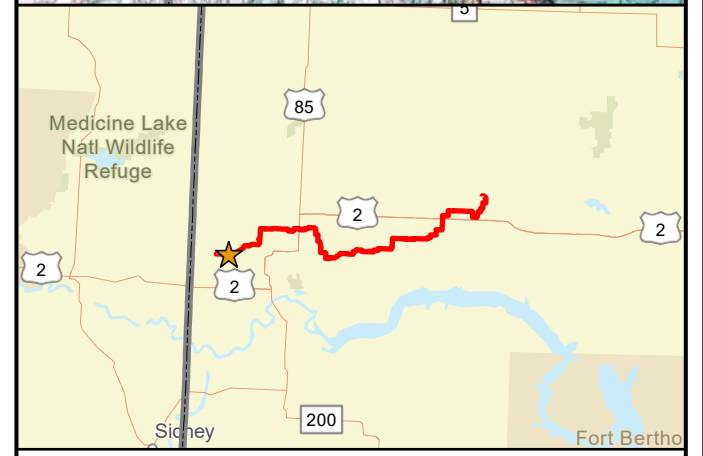 5
85
Medicine Lake
Natl Wildlife
Refuge
2
2
2
2
200
Sidney
Fort Bertho